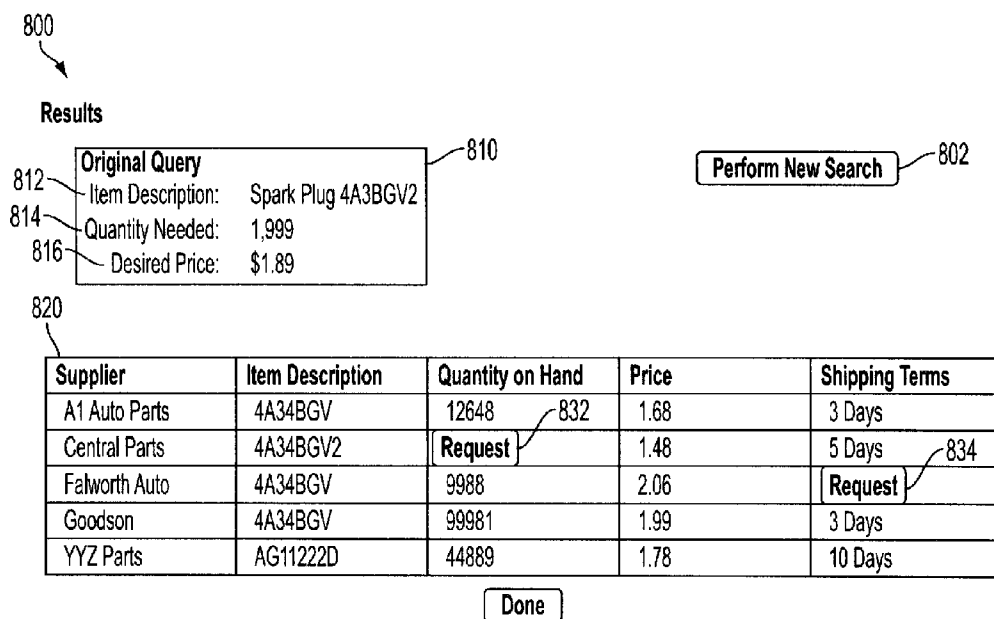 800
Results
Original Query
810
Perform New Search
802
812
Item Description: Spark Plug 4A3BGV2
814
Quantity Needed: 1,999
816
Desired Price: $1.89
820
Supplier Item Description Quantity on Hand Price Shipping Terms
A1 Auto Parts 4A34BGV 12648 832 1.68 3 Days
Central Parts 4A34BGV2 Request 1.48 5 Days 834
Falworth Auto 4A34BGV 9988 2.06 Request
Goodson 4A34BGV 99981 1.99 3 Days
YYZ Parts AG11222D 44889 1.78 10 Days
Done